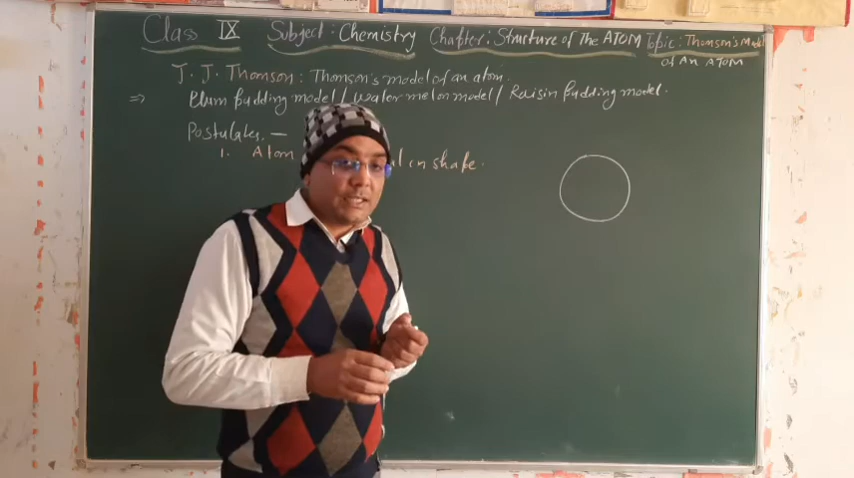 Class IX Subject: Chemistry Chapter: Structure of The ATOM Topic: Thomson's Model
of An ATOM
J. J. Thomson: Thomson's model of an atom.
⇒ Plum pudding model / Water melon model / Raisin pudding model.
Postulates. —
1. Atom in shape.